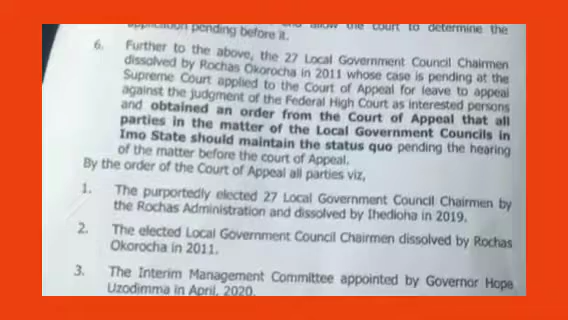 application pending before it. and allow the court to determine the
6. Further to the above, the 27 Local Government Council Chairmen
dissolved by Rochas Okorocha in 2011 whose case is pending at the
Supreme Court applied to the Court of Appeal for leave to appeal
against the judgment of the Federal High Court as interested persons
and obtained an order from the Court of Appeal that all
parties in the matter of the Local Government Councils in
Imo State should maintain the status quo pending the hearing
of the matter before the court of Appeal.
By the order of the Court of Appeal all parties viz,
1. The purportedly elected 27 Local Government Council Chairmen by
the Rochas Administration and dissolved by Ihedioha in 2019.
2. The elected Local Government Council Chairmen dissolved by Rochas
Okorocha in 2011.
3. The Interim Management Committee appointed by Governor Hope
Uzodimma in April, 2020.